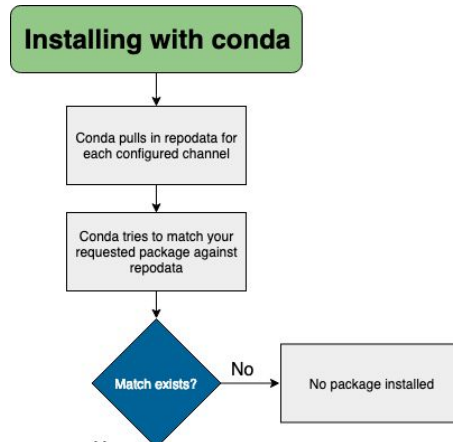 Installing with conda
Conda pulls in repodata for
each configured channel
Conda tries to match your
requested package against
repodata
Match exists?
No
No package installed